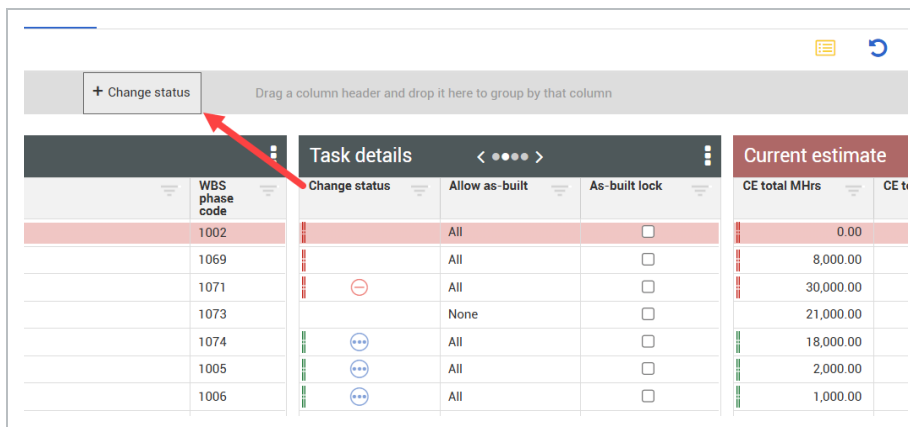 + Change status
Drag a column header and drop it here to group by that column
Task details
Current estimate
WBS
phase
code
Change status
Allow as-built
As-built lock
CE total MHrs
CE t
1002 All 0.00
1069 All 8,000.00
1071 All 30,000.00
1073 None 21,000.00
1074 All 18,000.00
1005 All 2,000.00
1006 All 1,000.00